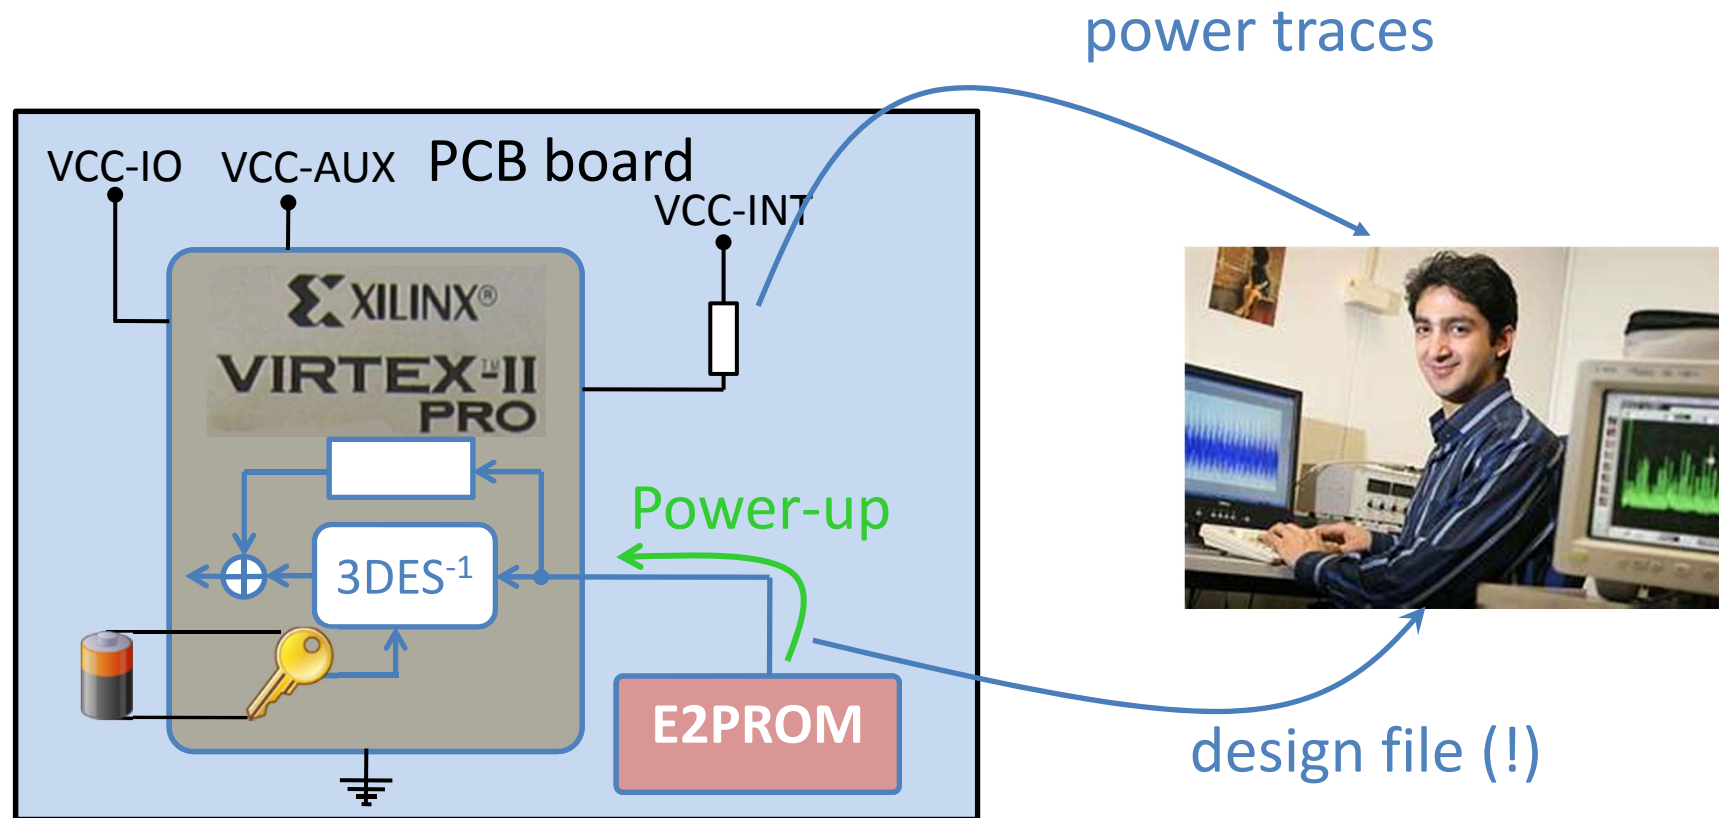 power traces
PCB board
VCC-IO
VCC-AUX
VCC-INT
XILINX®
VIRTEX™-II
PRO
Power-up
3DES⁻¹
E2PROM
design file (!)